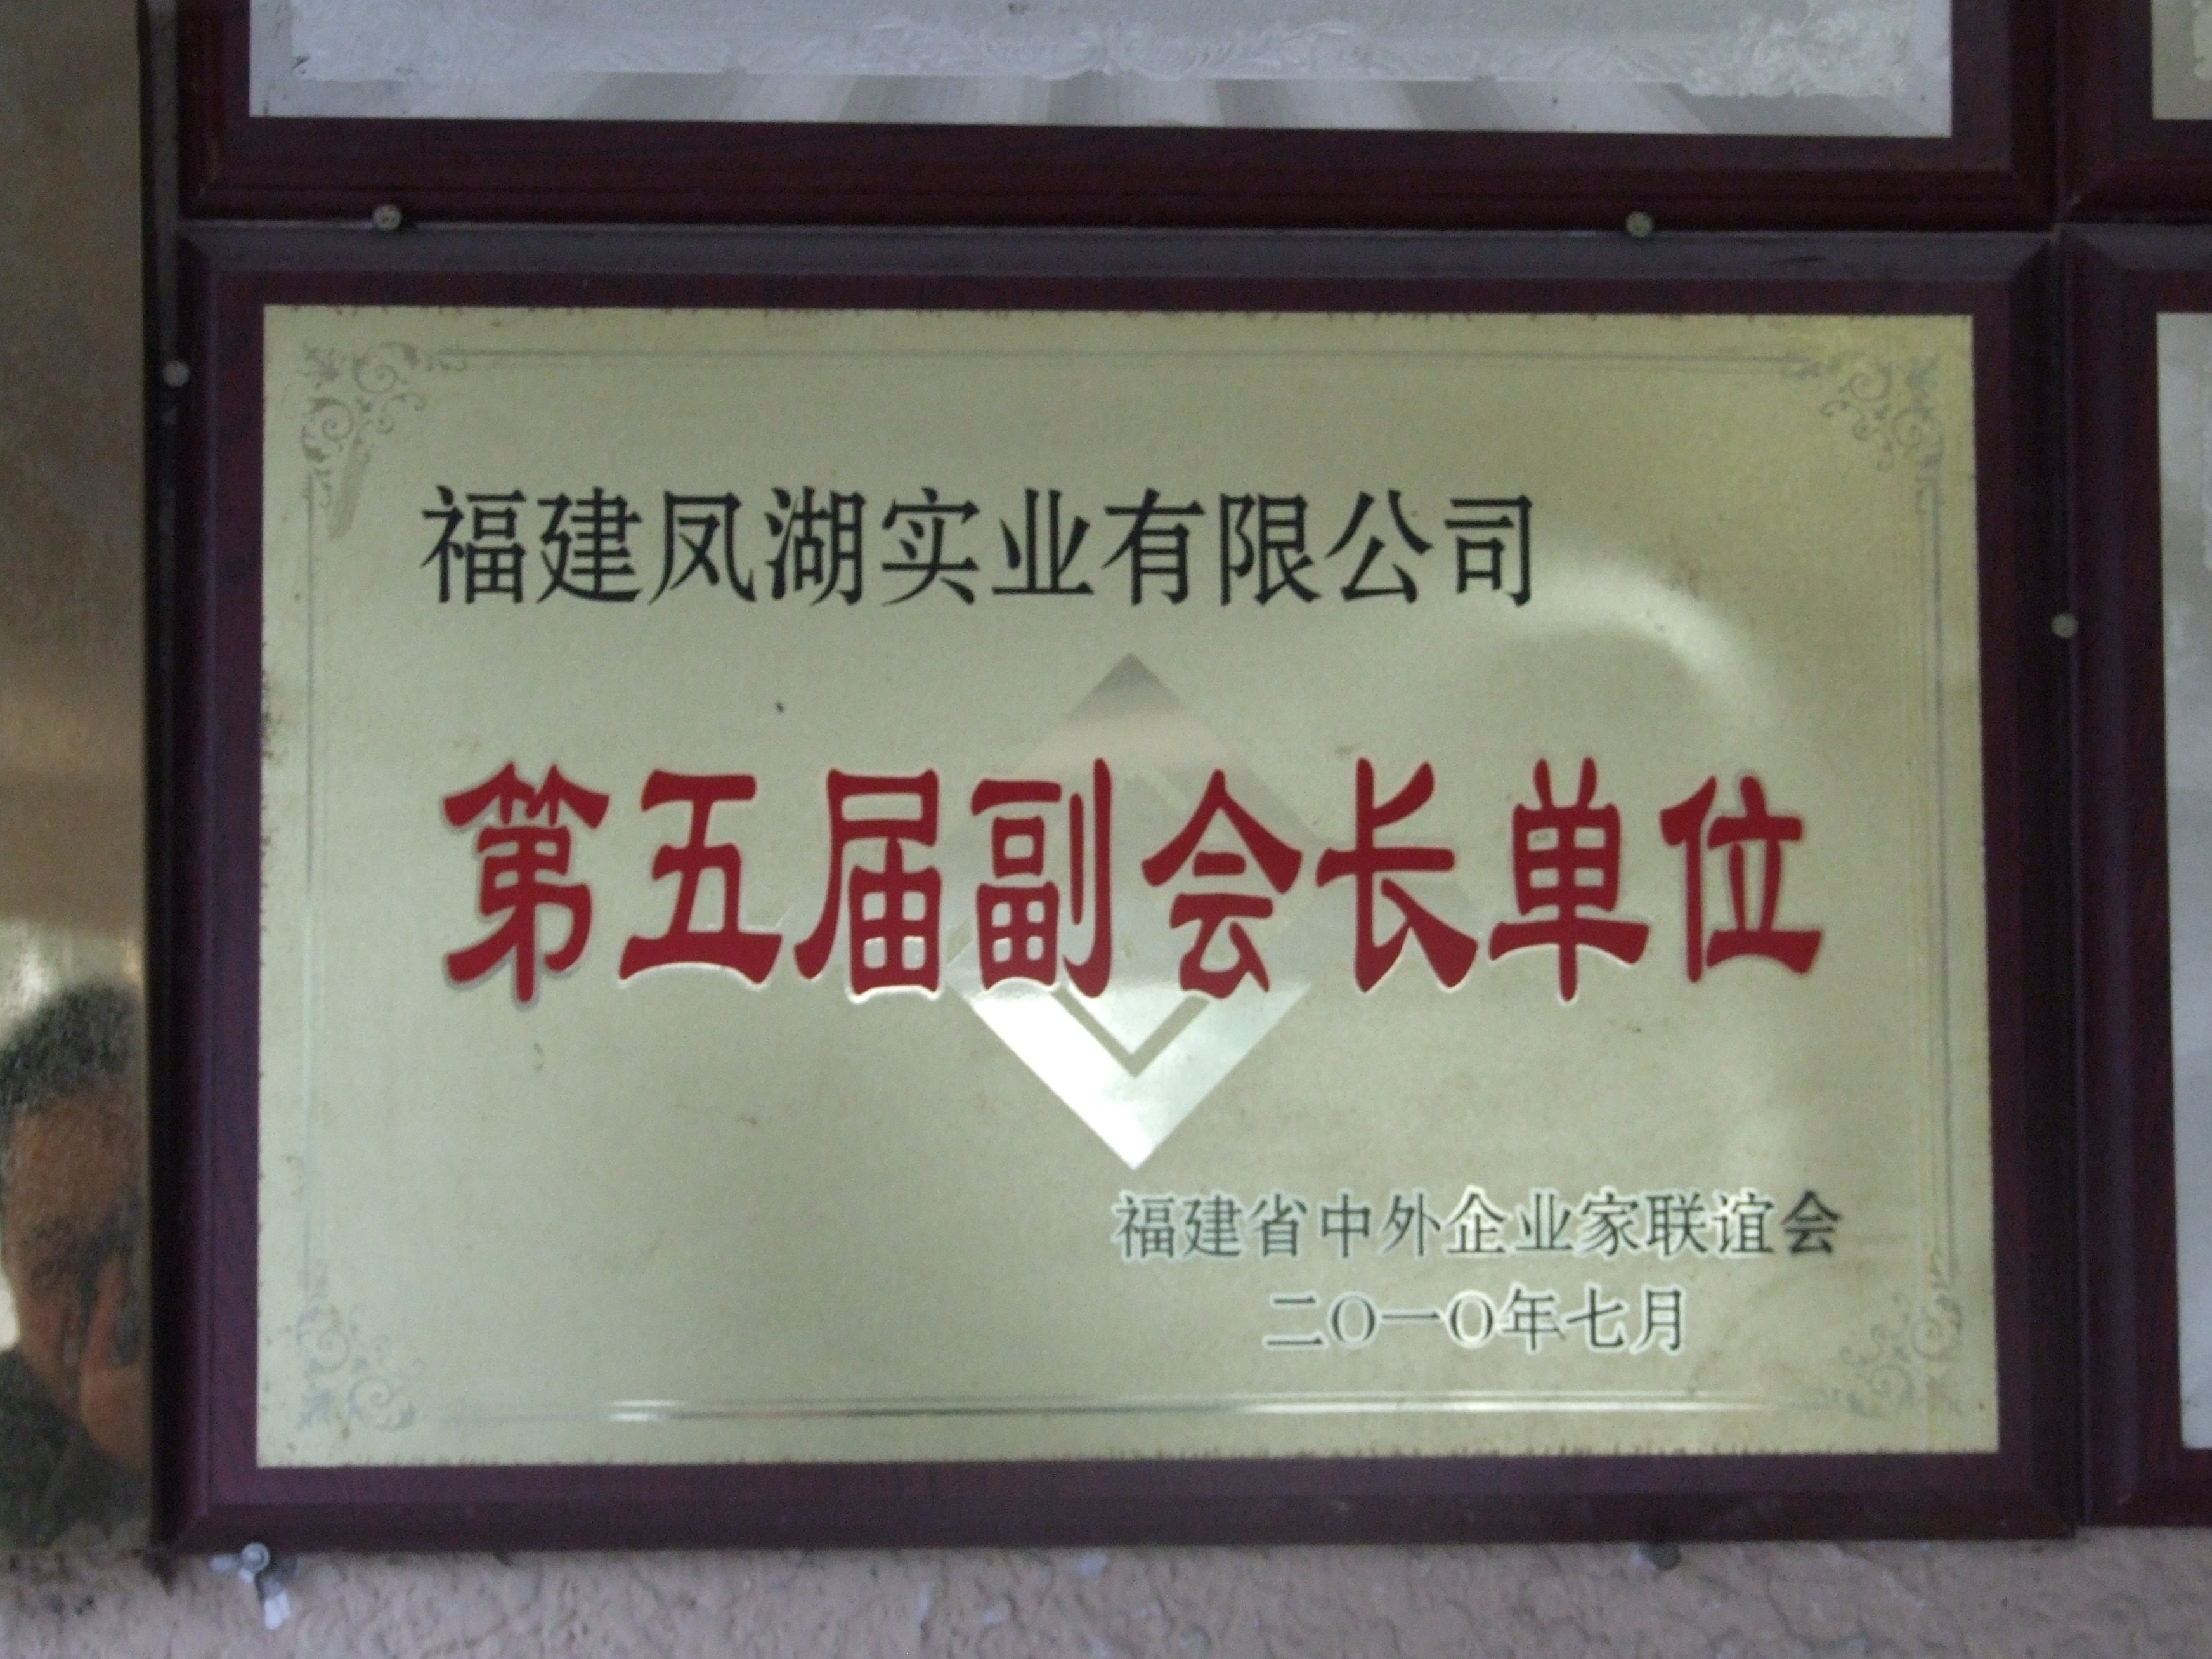 福建凤湖实业有限公司
第五届副会长单位
福建省中外企业家联谊会
二〇一〇年七月